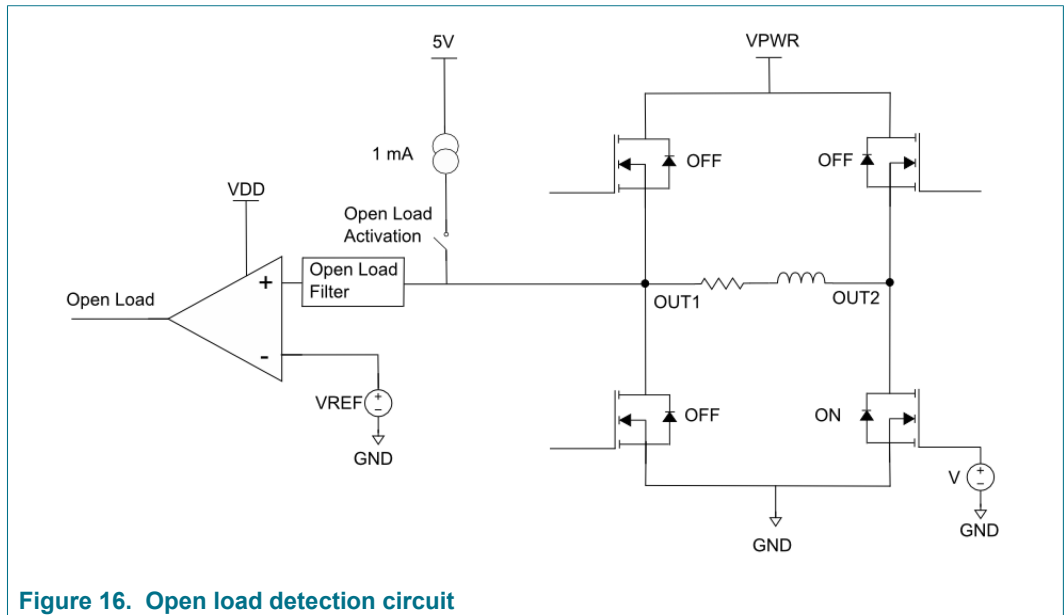 5V
VPWR
1 mA
OFF
OFF
VDD
Open Load
Activation
+
Open Load
Filter
Open Load
OUT1
OUT2
-
VREF
+
−
GND
OFF
ON
V
+
−
GND
GND
Figure 16. Open load detection circuit